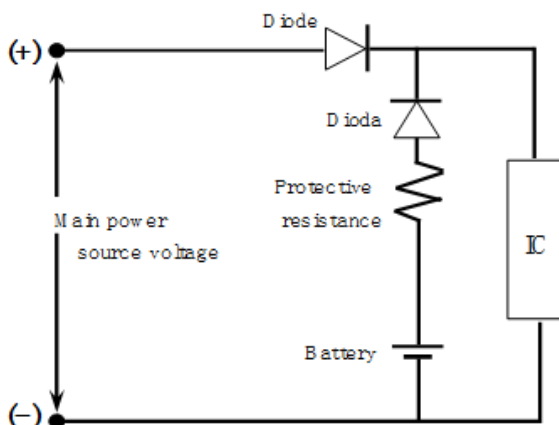 Diode
(+)
Dioda
Protective
resistance
Main power
source voltage
IC
Battery
(−)